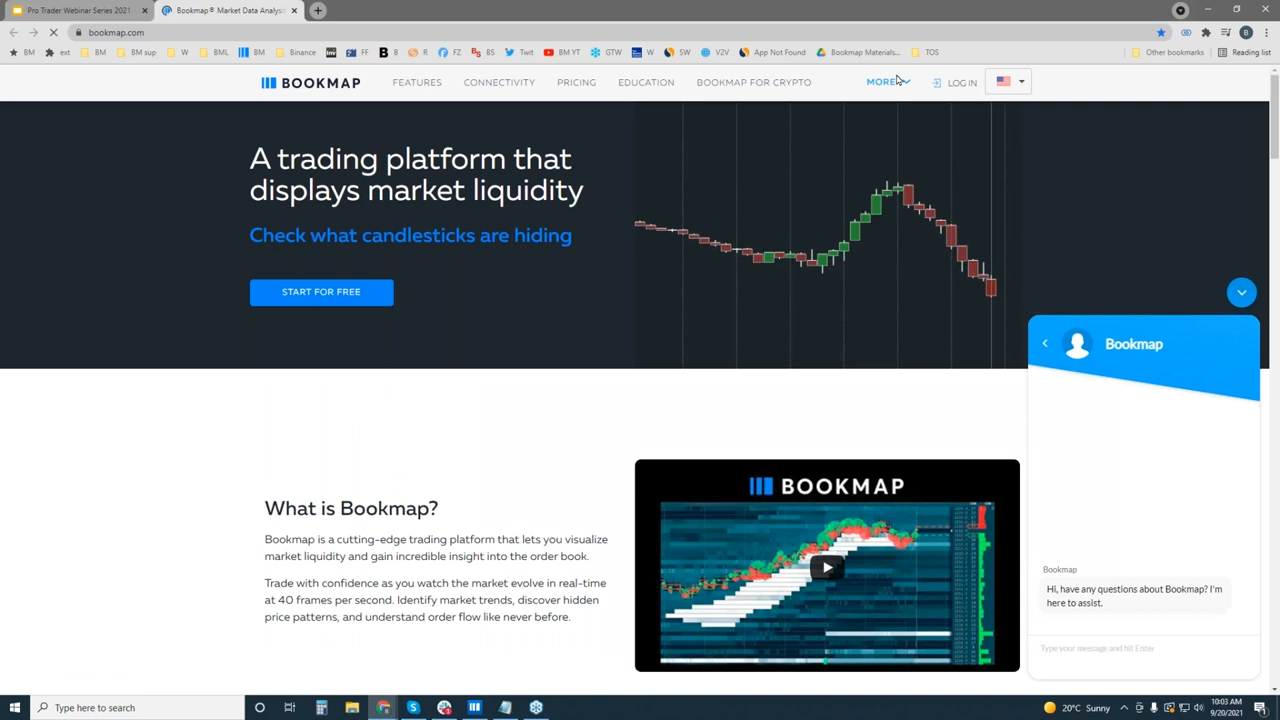 Pro Trader Webinar Series 2021
Bookmap® Market Data Analysis
bookmap.com
BM
ext
BM sup
W
BML
BM
Binance
INV
FF
B
R
FZ
BS
Twit
BM YT
GTW
W
SW
V2V
App Not Found
Bookmap Materials...
TOS
Other bookmarks
Reading list
BOOKMAP
FEATURES
CONNECTIVITY
PRICING
EDUCATION
BOOKMAP FOR CRYPTO
MORE
LOG IN
A trading platform that
displays market liquidity
Check what candlesticks are hiding
START FOR FREE
Bookmap
What is Bookmap?
Bookmap is a cutting-edge trading platform that lets you visualize
market liquidity and gain incredible insight into the order book.
Trade with confidence as you watch the market evolve in real-time
at 40 frames per second. Identify market trends, discover hidden
price patterns, and understand order flow like never before.
BOOKMAP
Bookmap
Hi, have any questions about Bookmap? I'm
here to assist.
Type your message and hit Enter
Type here to search
20°C Sunny
10:03 AM
9/20/2021